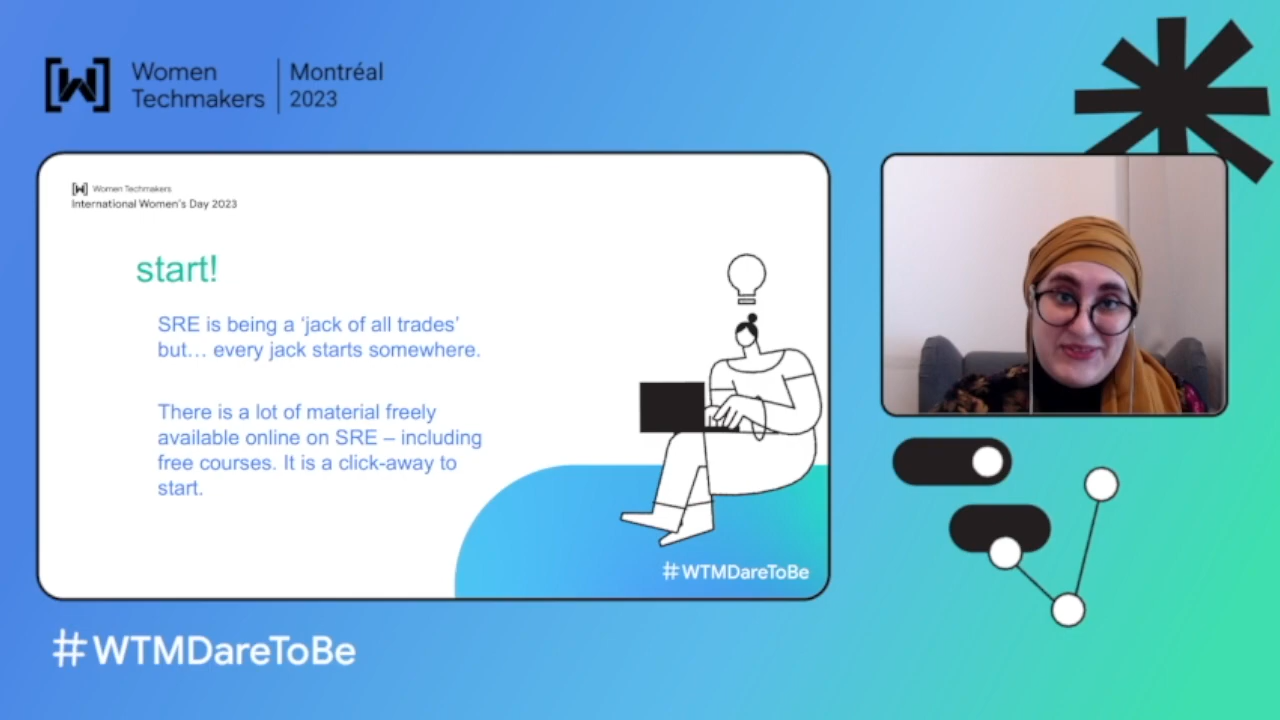 Women
Techmakers
Montréal
2023
Women Techmakers
International Women's Day 2023
start!
SRE is being a ‘jack of all trades’
but… every jack starts somewhere.
There is a lot of material freely
available online on SRE – including
free courses. It is a click-away to
start.
#WTMDareToBe
#WTMDareToBe